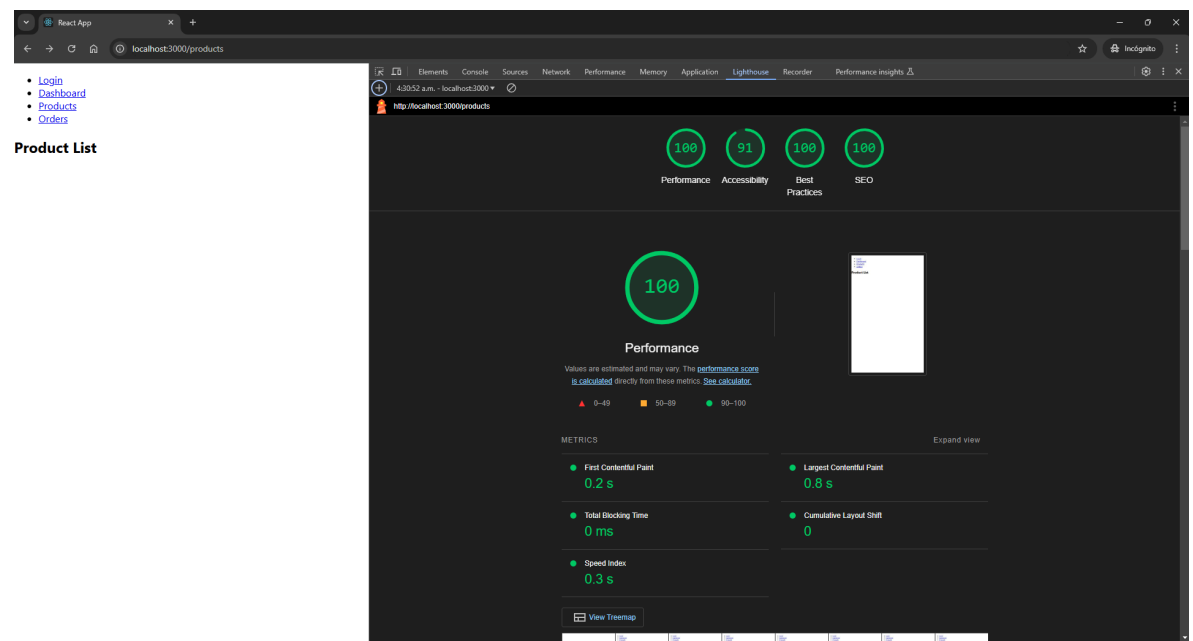 React App
localhost:3000/products
Incógnito
Login
Dashboard
Products
Orders
Product List
Elements Console Sources Network Performance Memory Application Lighthouse Recorder Performance insights
4:30:52 a.m. - localhost:3000
http://localhost:3000/products
100 91 100 100
Performance Accessibility Best Practices SEO
100
Performance
Values are estimated and may vary. The performance score
is calculated directly from these metrics. See calculator.
0–49 50–89 90–100
METRICS Expand view
First Contentful Paint
0.2 s
Largest Contentful Paint
0.8 s
Total Blocking Time
0 ms
Cumulative Layout Shift
0
Speed Index
0.3 s
View Treemap